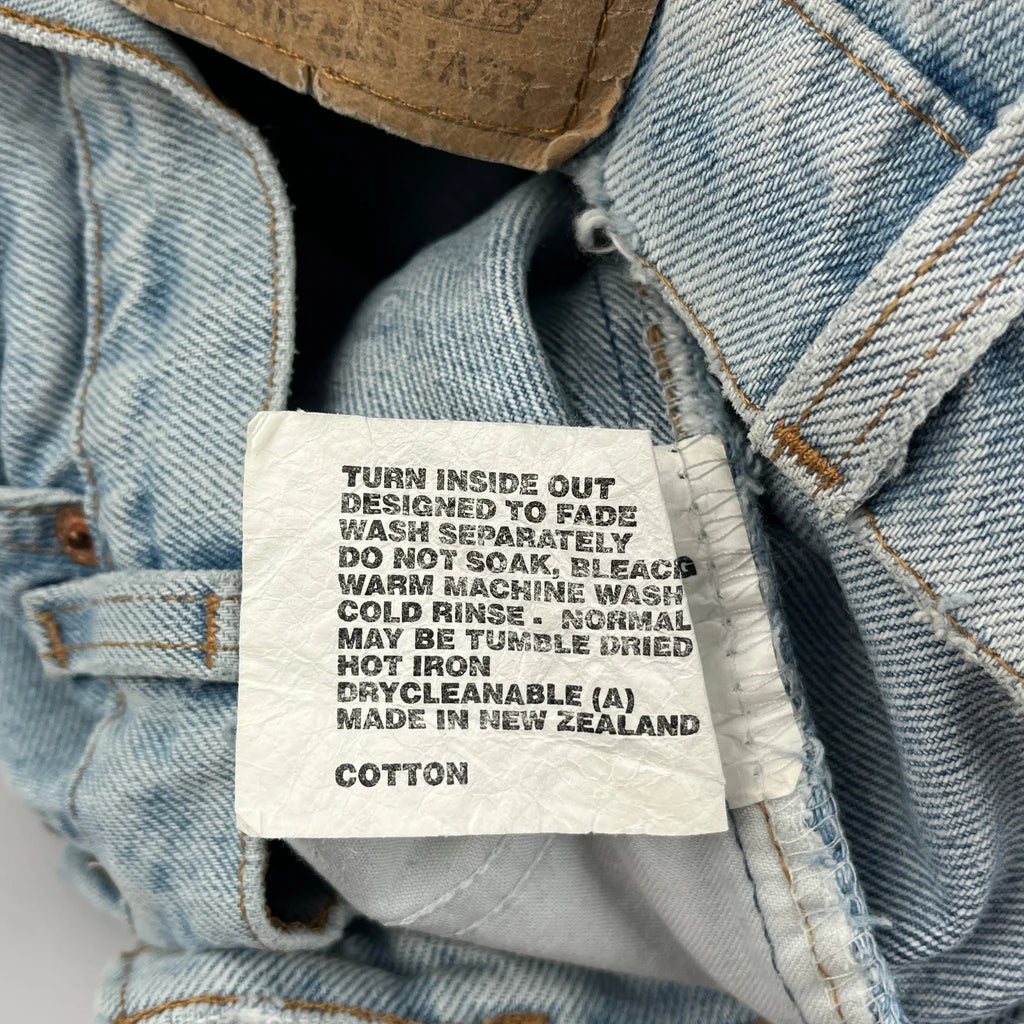 TURN INSIDE OUT
DESIGNED TO FADE
WASH SEPARATELY
DO NOT SOAK, BLEACG
WARM MACHINE WASH
COLD RINSE - NORMAL
MAY BE TUMBLE DRIED
HOT IRON
DRYCLEANABLE (A)
MADE IN NEW ZEALAND
COTTON